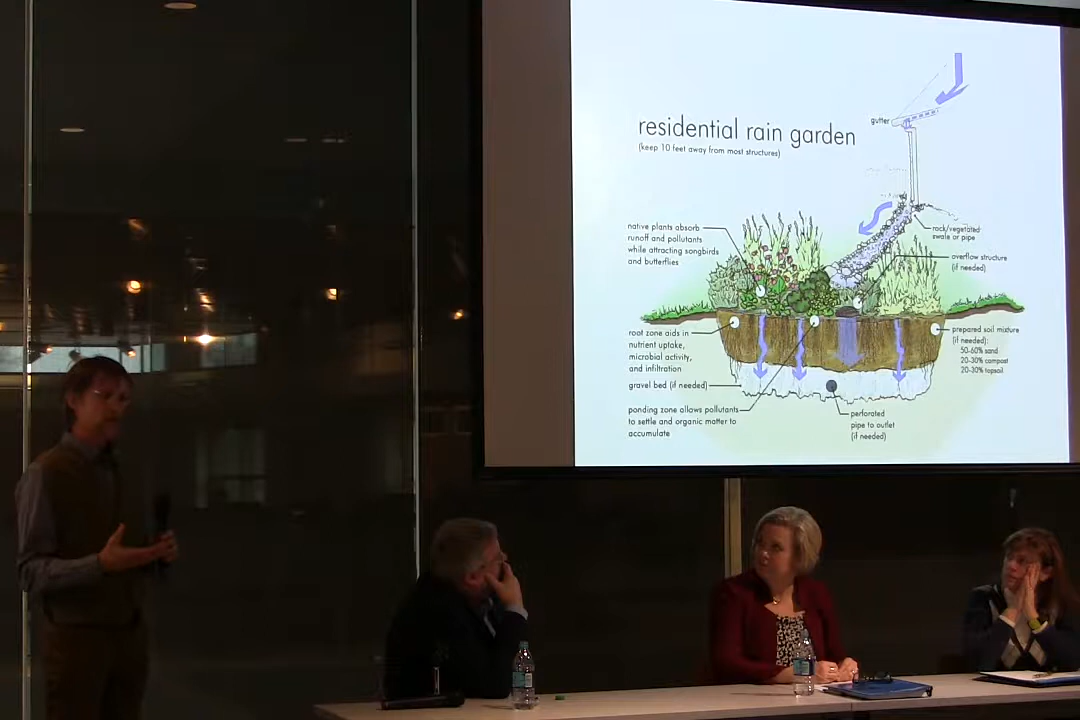 residential rain garden
(keep 10 feet away from most structures)
gutter
native plants absorb
runoff and pollutants
while attracting songbirds
and butterflies
rock/vegetated
swale or pipe
overflow structure
(if needed)
root zone aids in
nutrient uptake,
microbial activity,
and infiltration
prepared soil mixture
(if needed):
50-60% sand
20-30% compost
20-30% topsoil
gravel bed (if needed)
ponding zone allows pollutants
to settle and organic matter to
accumulate
perforated
pipe to outlet
(if needed)